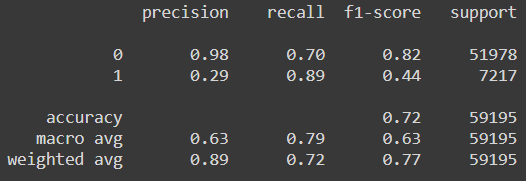 precision recall f1-score support
0 0.98 0.70 0.82 51978
1 0.29 0.89 0.44 7217
accuracy 0.72 59195
macro avg 0.63 0.79 0.63 59195
weighted avg 0.89 0.72 0.77 59195